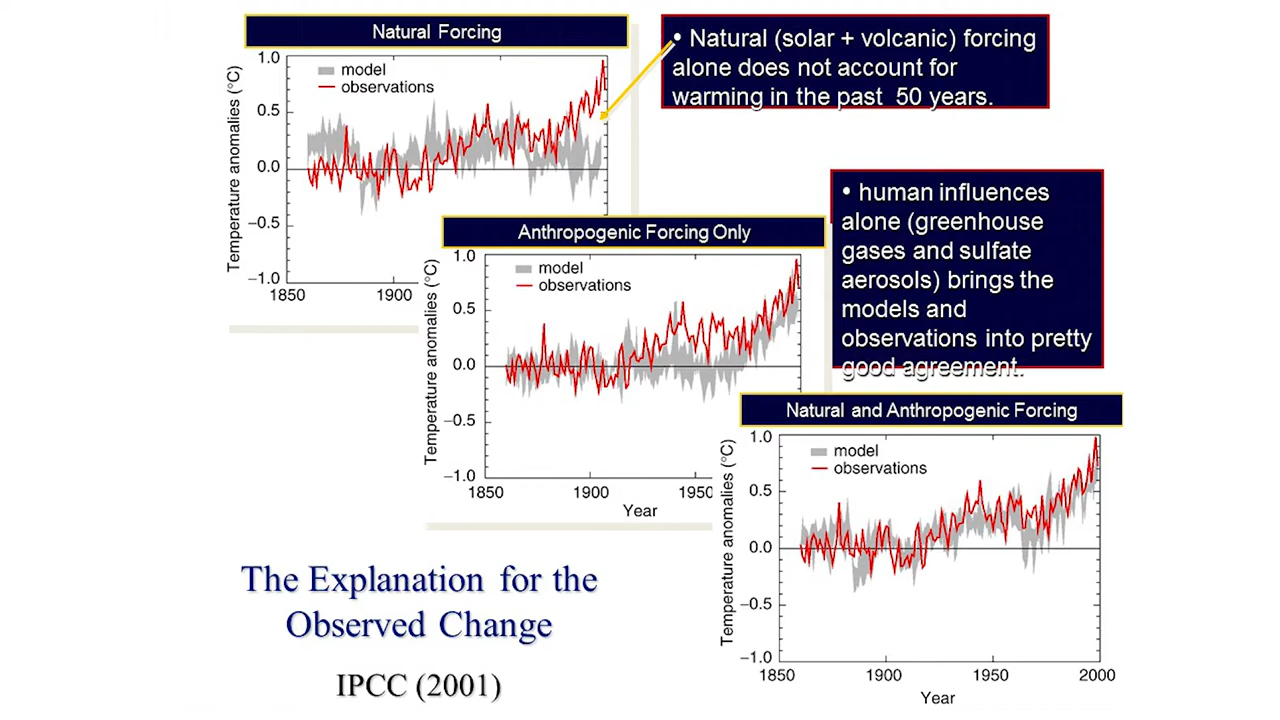 Natural Forcing
• Natural (solar + volcanic) forcing
alone does not account for
warming in the past 50 years.
1.0
0.5
0.0
−0.5
−1.0
Temperature anomalies (°C)
model
observations
1850
1900
• human influences
alone (greenhouse
gases and sulfate
aerosols) brings the
models and
observations into pretty
good agreement.
Anthropogenic Forcing Only
1.0
0.5
0.0
−0.5
−1.0
Temperature anomalies (°C)
model
observations
1850
1900
1950
Year
Natural and Anthropogenic Forcing
1.0
0.5
0.0
−0.5
−1.0
Temperature anomalies (°C)
model
observations
1850
1900
1950
2000
Year
The Explanation for the
Observed Change
IPCC (2001)